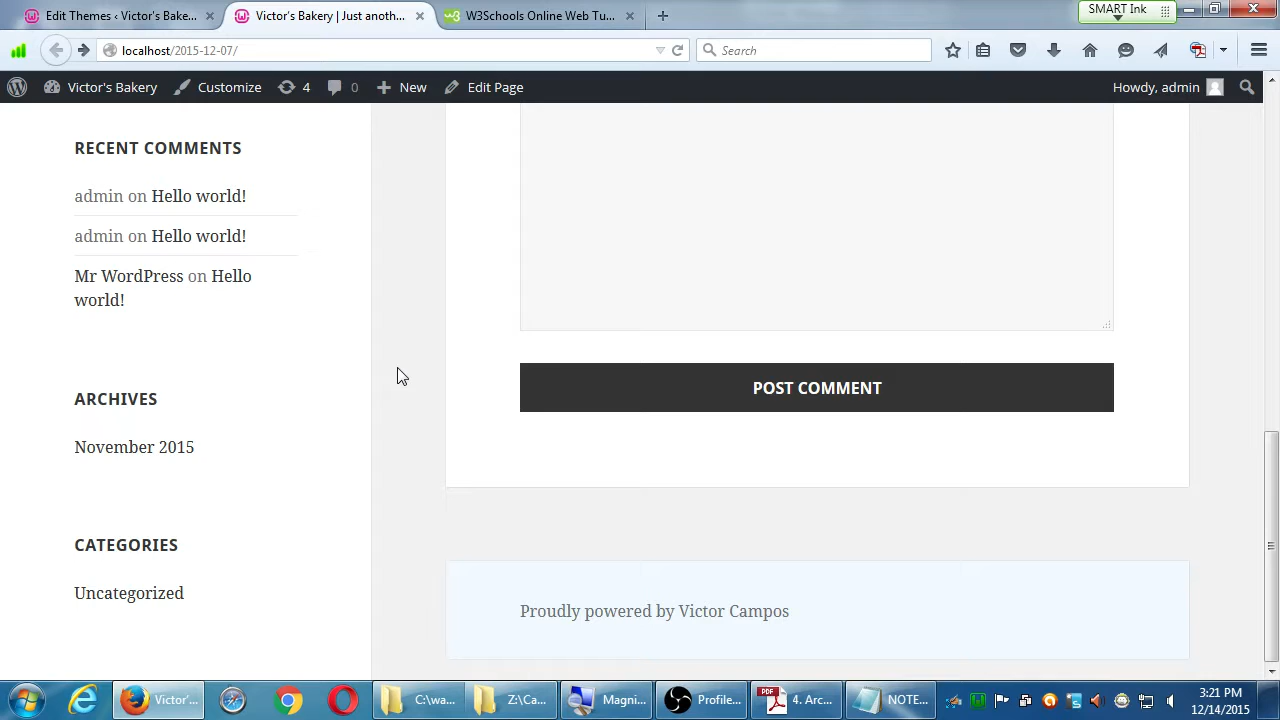 Edit Themes ‹ Victor's Bake...
Victor's Bakery | Just anoth...
W3Schools Online Web Tu...
SMART Ink
localhost/2015-12-07/
Search
Victor's Bakery
Customize
4
0
New
Edit Page
Howdy, admin
RECENT COMMENTS
admin on Hello world!
admin on Hello world!
Mr WordPress on Hello
world!
ARCHIVES
November 2015
CATEGORIES
Uncategorized
POST COMMENT
Proudly powered by Victor Campos
Victor'...
C:\wa...
Z:\Ca...
Magni...
Profile...
PDF
4. Arc...
NOTE...
3:21 PM
12/14/2015